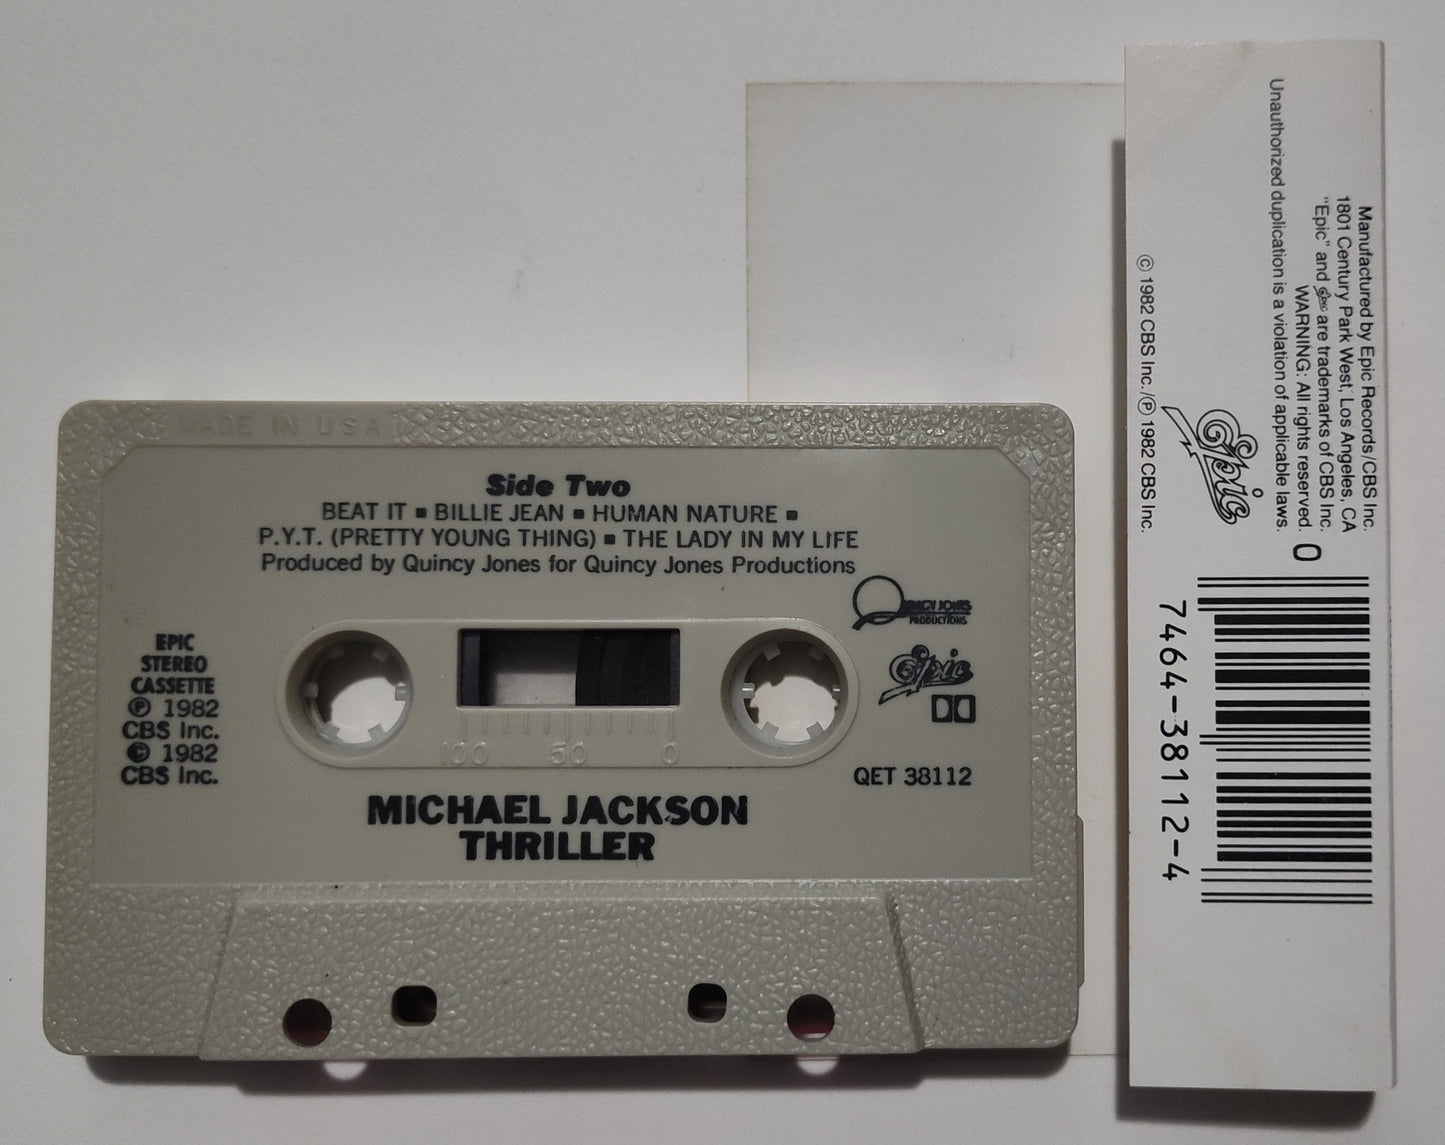 MADE IN USA
Side Two
BEAT IT ▪ BILLIE JEAN ▪ HUMAN NATURE ▪
P.Y.T. (PRETTY YOUNG THING) ▪ THE LADY IN MY LIFE
Produced by Quincy Jones for Quincy Jones Productions
QUINCY JONES
PRODUCTIONS
EPIC
STEREO
CASSETTE
Ⓟ 1982
CBS Inc.
© 1982
CBS Inc.
Epic
100 50 0
QET 38112
MICHAEL JACKSON
THRILLER
Manufactured by Epic Records/CBS Inc.
1801 Century Park West, Los Angeles, CA
"Epic" and Epic are trademarks of CBS Inc.
WARNING: All rights reserved.
Unauthorized duplication is a violation of applicable laws.
Epic
© 1982 CBS Inc./Ⓟ 1982 CBS Inc.
0
7464-38112-4